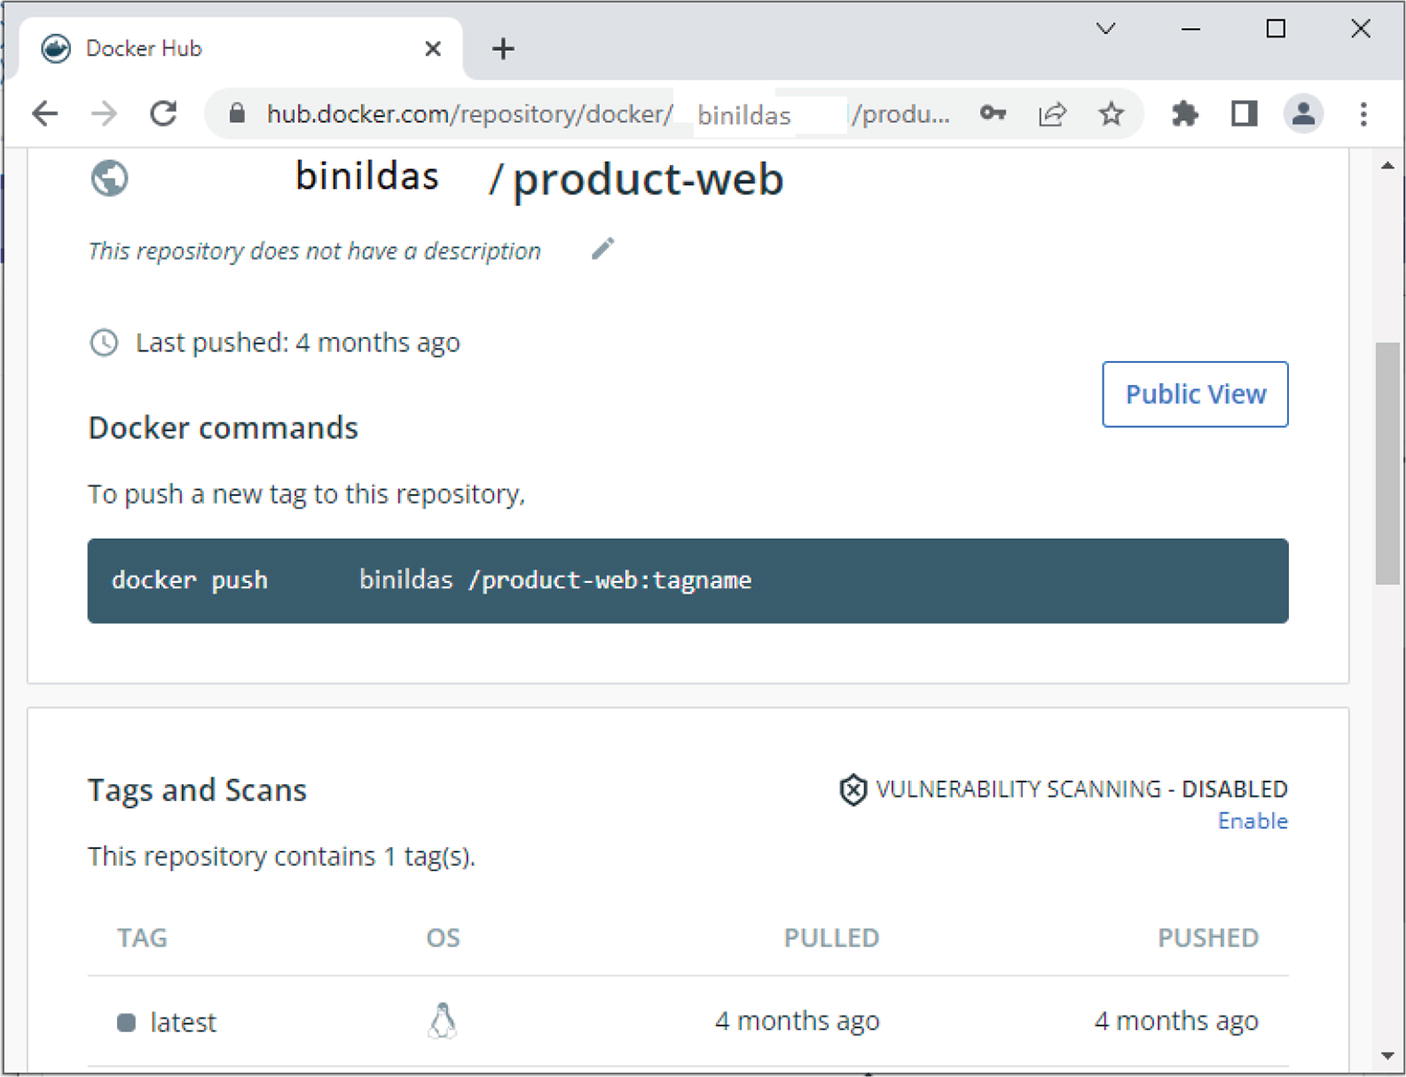 Docker Hub
hub.docker.com/repository/docker/ binildas /produ...
binildas /product-web
This repository does not have a description
Last pushed: 4 months ago
Public View
Docker commands
To push a new tag to this repository,
docker push binildas /product-web:tagname
Tags and Scans
VULNERABILITY SCANNING - DISABLED
Enable
This repository contains 1 tag(s).
TAG OS PULLED PUSHED
latest 4 months ago 4 months ago